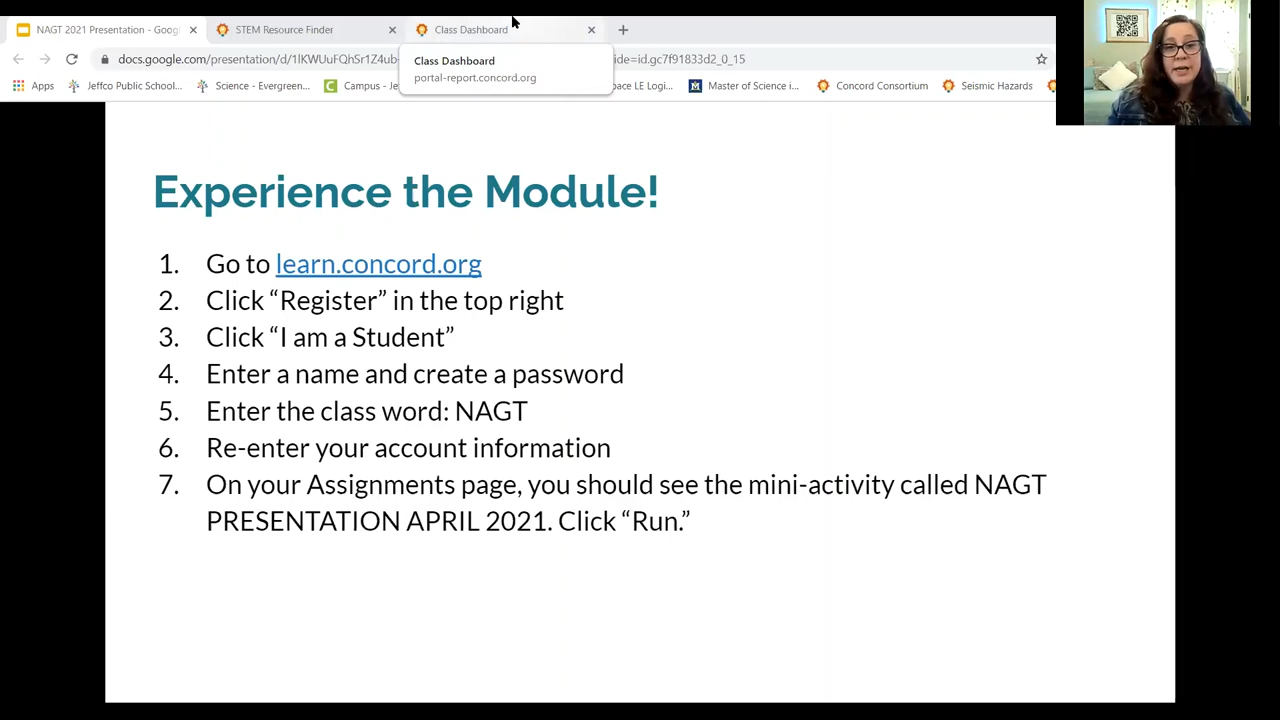 NAGT 2021 Presentation - Goog
STEM Resource Finder
Class Dashboard
docs.google.com/presentation/d/1lKWUuFQhSr1Z4ub-
ide=id.gc7f91833d2_0_15
Class Dashboard
portal-report.concord.org
Apps
Jeffco Public School...
Science - Evergreen...
Campus - Je
pace LE Logi...
Master of Science i...
Concord Consortium
Seismic Hazards
Experience the Module!
1. Go to learn.concord.org
2. Click “Register” in the top right
3. Click “I am a Student”
4. Enter a name and create a password
5. Enter the class word: NAGT
6. Re-enter your account information
7. On your Assignments page, you should see the mini-activity called NAGT
PRESENTATION APRIL 2021. Click “Run.”